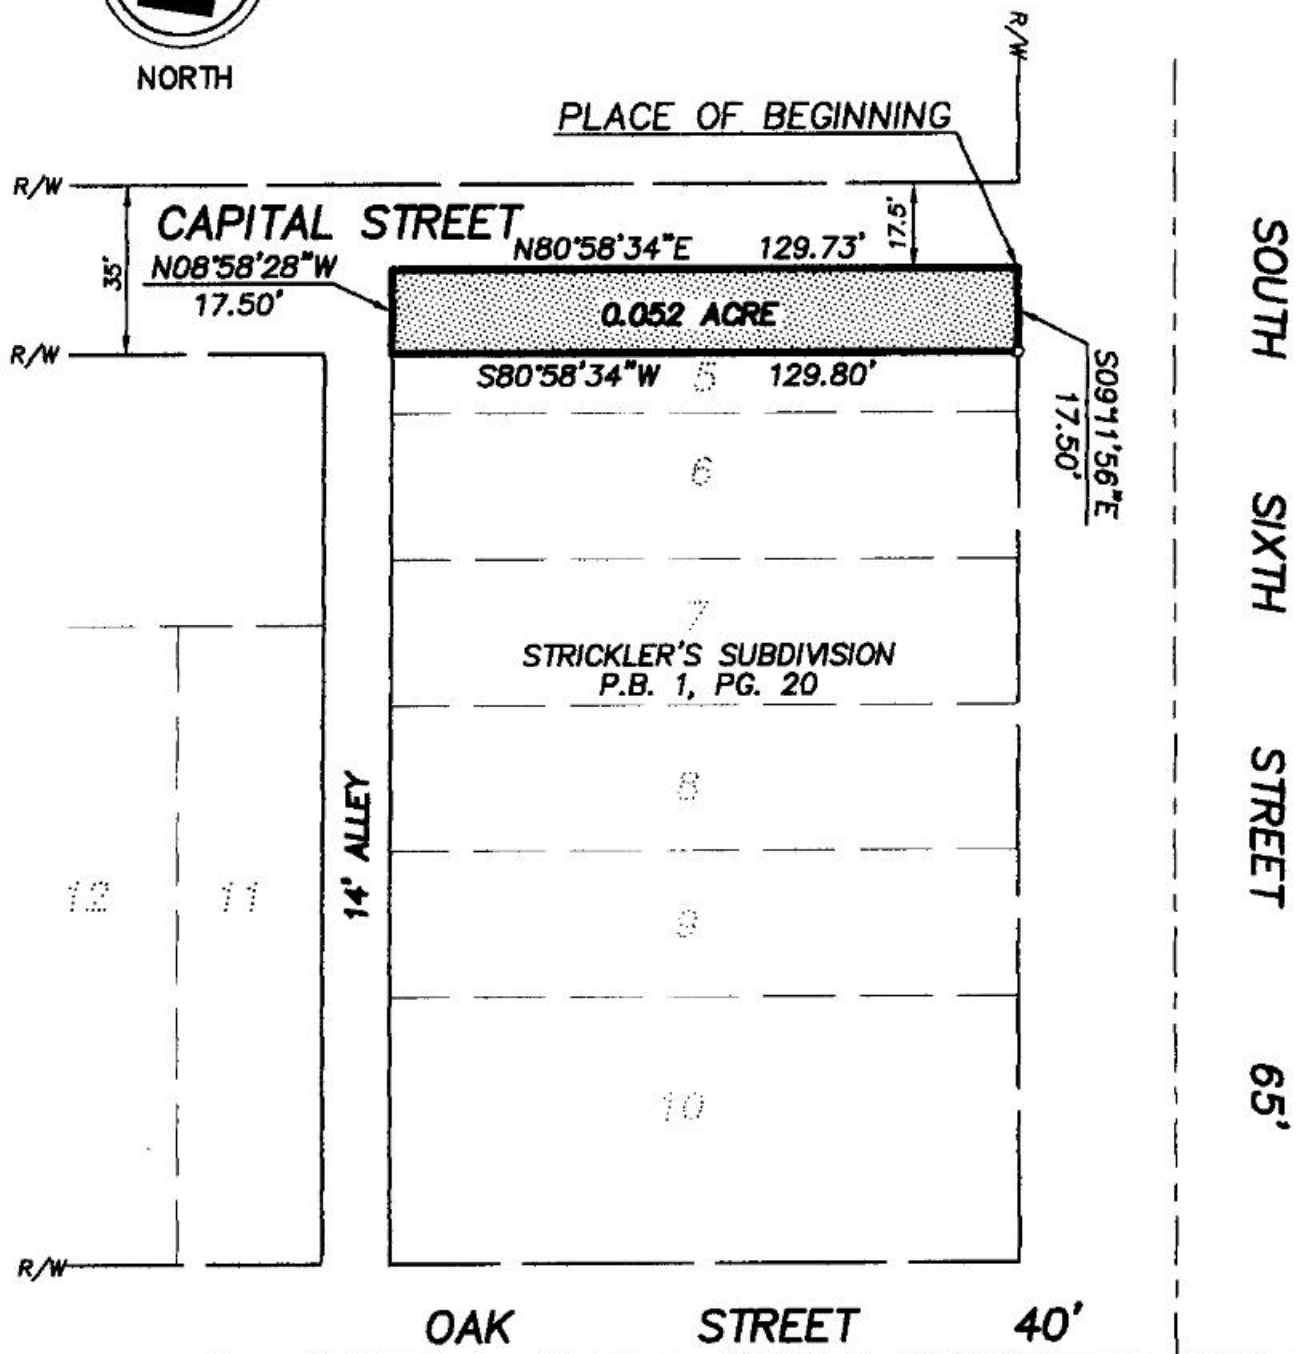 NORTH
R/W
PLACE OF BEGINNING
R/W
CAPITAL STREET
17.5'
35'
N80°58'34"E 129.73'
N08°58'28"W
17.50'
0.052 ACRE
R/W
S80°58'34"W 129.80'
5
S09°11'56"E
17.50'
6
7
STRICKLER'S SUBDIVISION
P.B. 1, PG. 20
8
14' ALLEY
12
11
9
10
SOUTH SIXTH STREET 65'
R/W
OAK STREET 40'